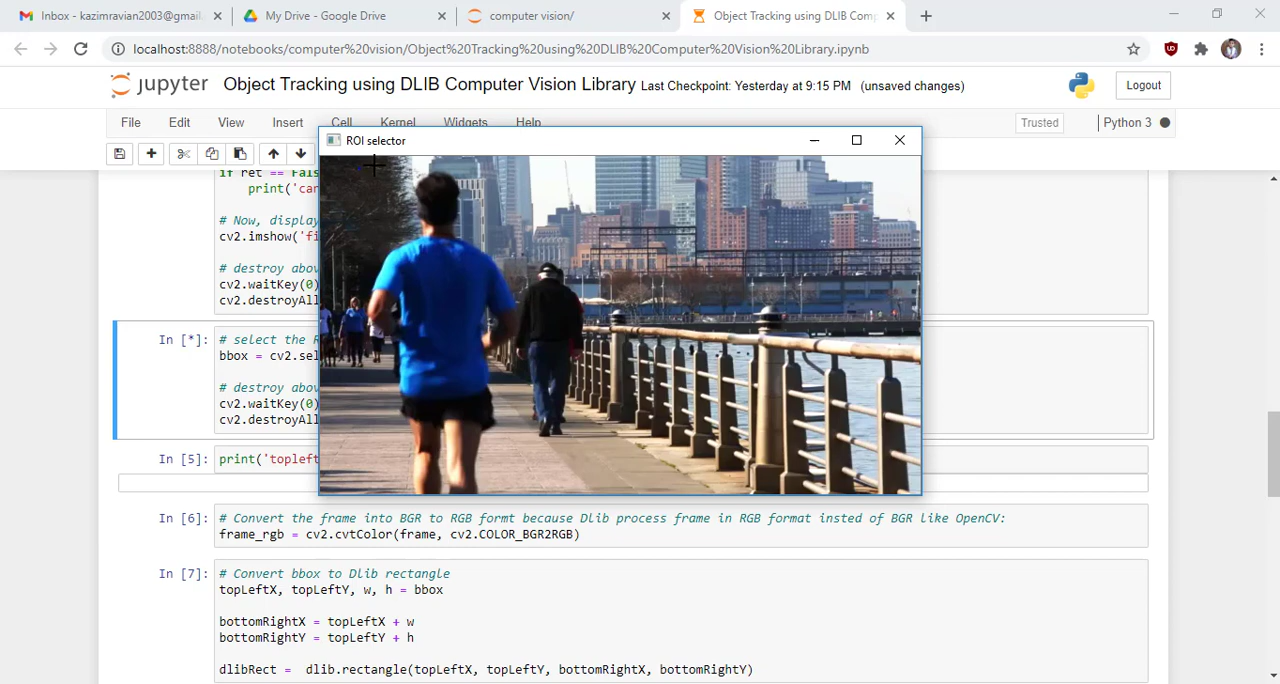 kazimravian2003@gmail
Inbox - kazimravian2003@gmail.
My Drive - Google Drive
computer vision/
Object Tracking using DLIB Comp
localhost:8888/notebooks/computer%20vision/Object%20Tracking%20using%20DLIB%20Computer%20Vision%20Library.ipynb
jupyter
Object Tracking using DLIB Computer Vision Library Last Checkpoint: Yesterday at 9:15 PM (unsaved changes)
Logout
File Edit View Insert Cell Kernel Widgets Help
Trusted
Python 3
ROI selector
if ret == Fals
print('can
# Now, display
cv2.imshow('fi
# destroy abov
cv2.waitKey(0)
cv2.destroyAll
In [*]:
# select the R
bbox = cv2.sel
# destroy abov
cv2.waitKey(0)
cv2.destroyAll
In [5]:
print('topleft
In [6]:
# Convert the frame into BGR to RGB formt because Dlib process frame in RGB format insted of BGR like OpenCV:
frame_rgb = cv2.cvtColor(frame, cv2.COLOR_BGR2RGB)
In [7]:
# Convert bbox to Dlib rectangle
topLeftX, topLeftY, w, h = bbox
bottomRightX = topLeftX + w
bottomRightY = topLeftY + h
dlibRect = dlib.rectangle(topLeftX, topLeftY, bottomRightX, bottomRightY)